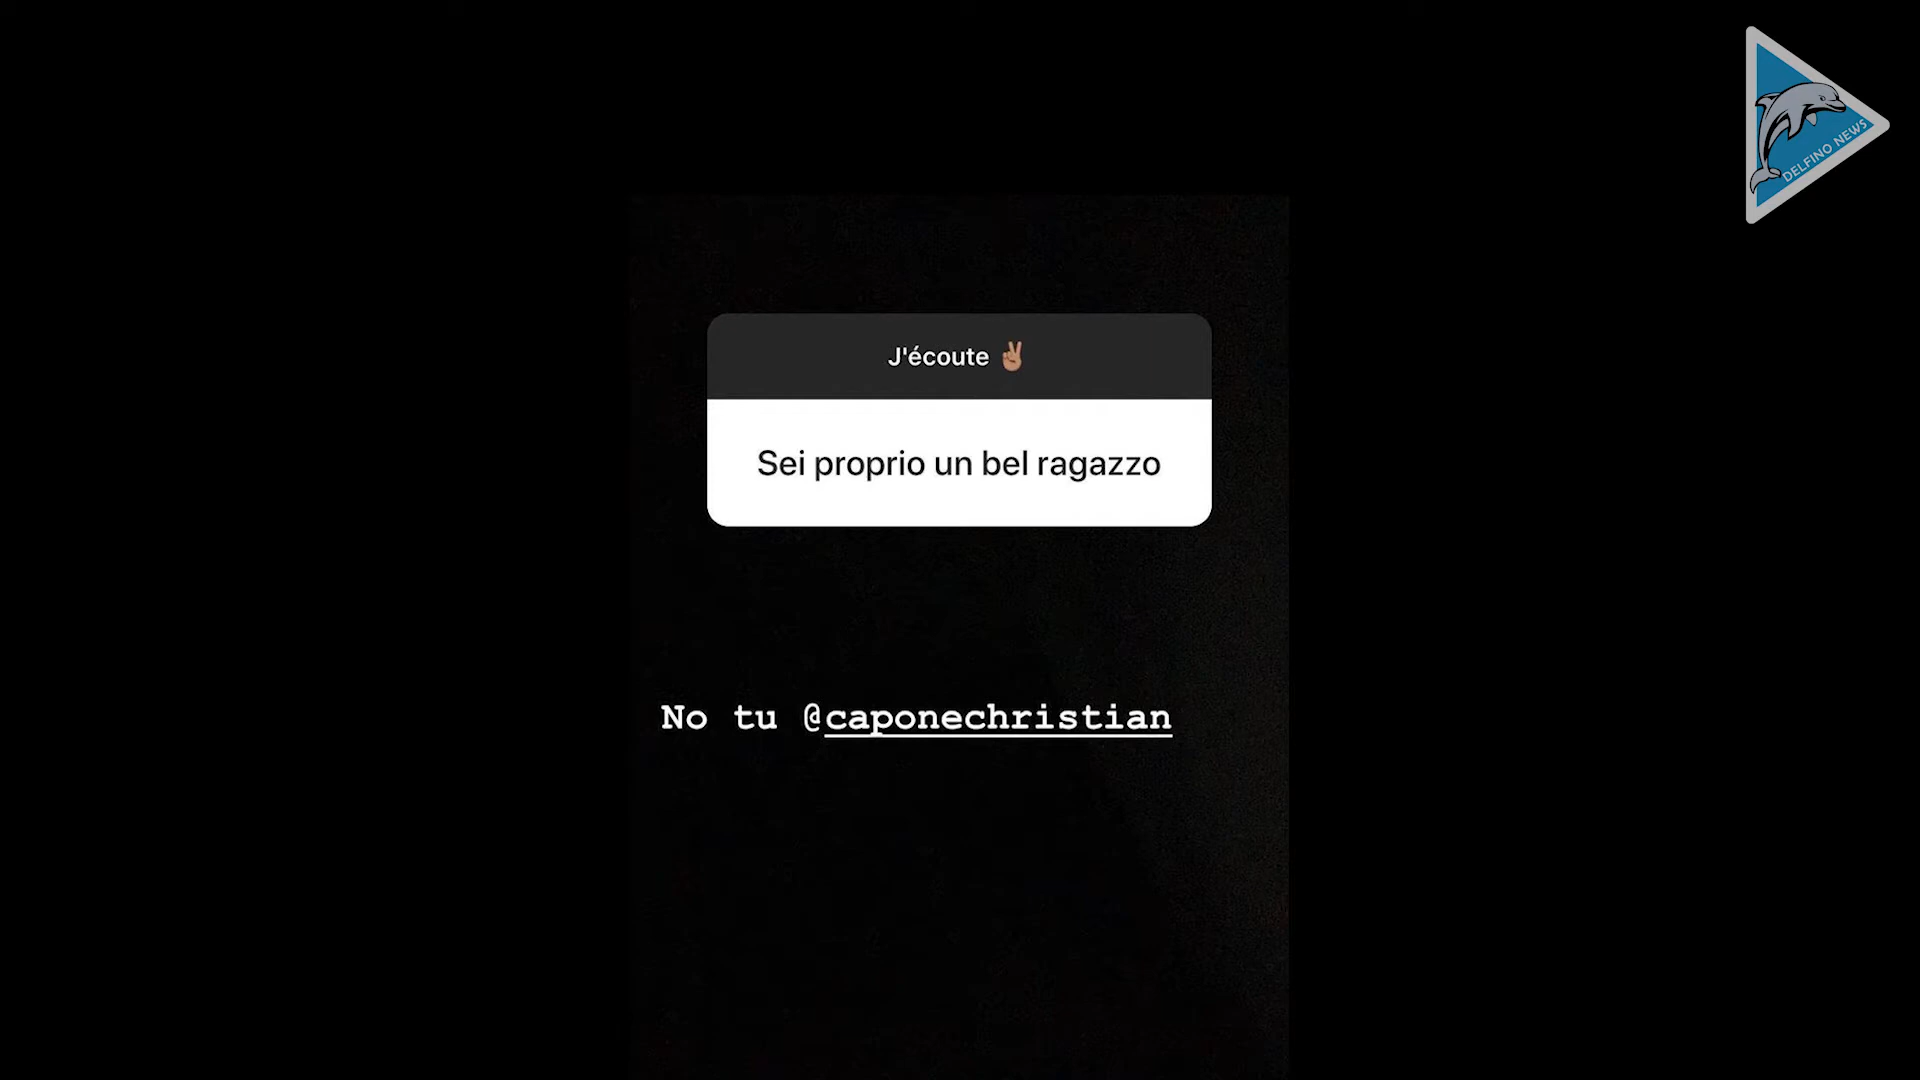 DELFINO NEWS
J'écoute ✌🏽
Sei proprio un bel ragazzo
No tu @caponechristian